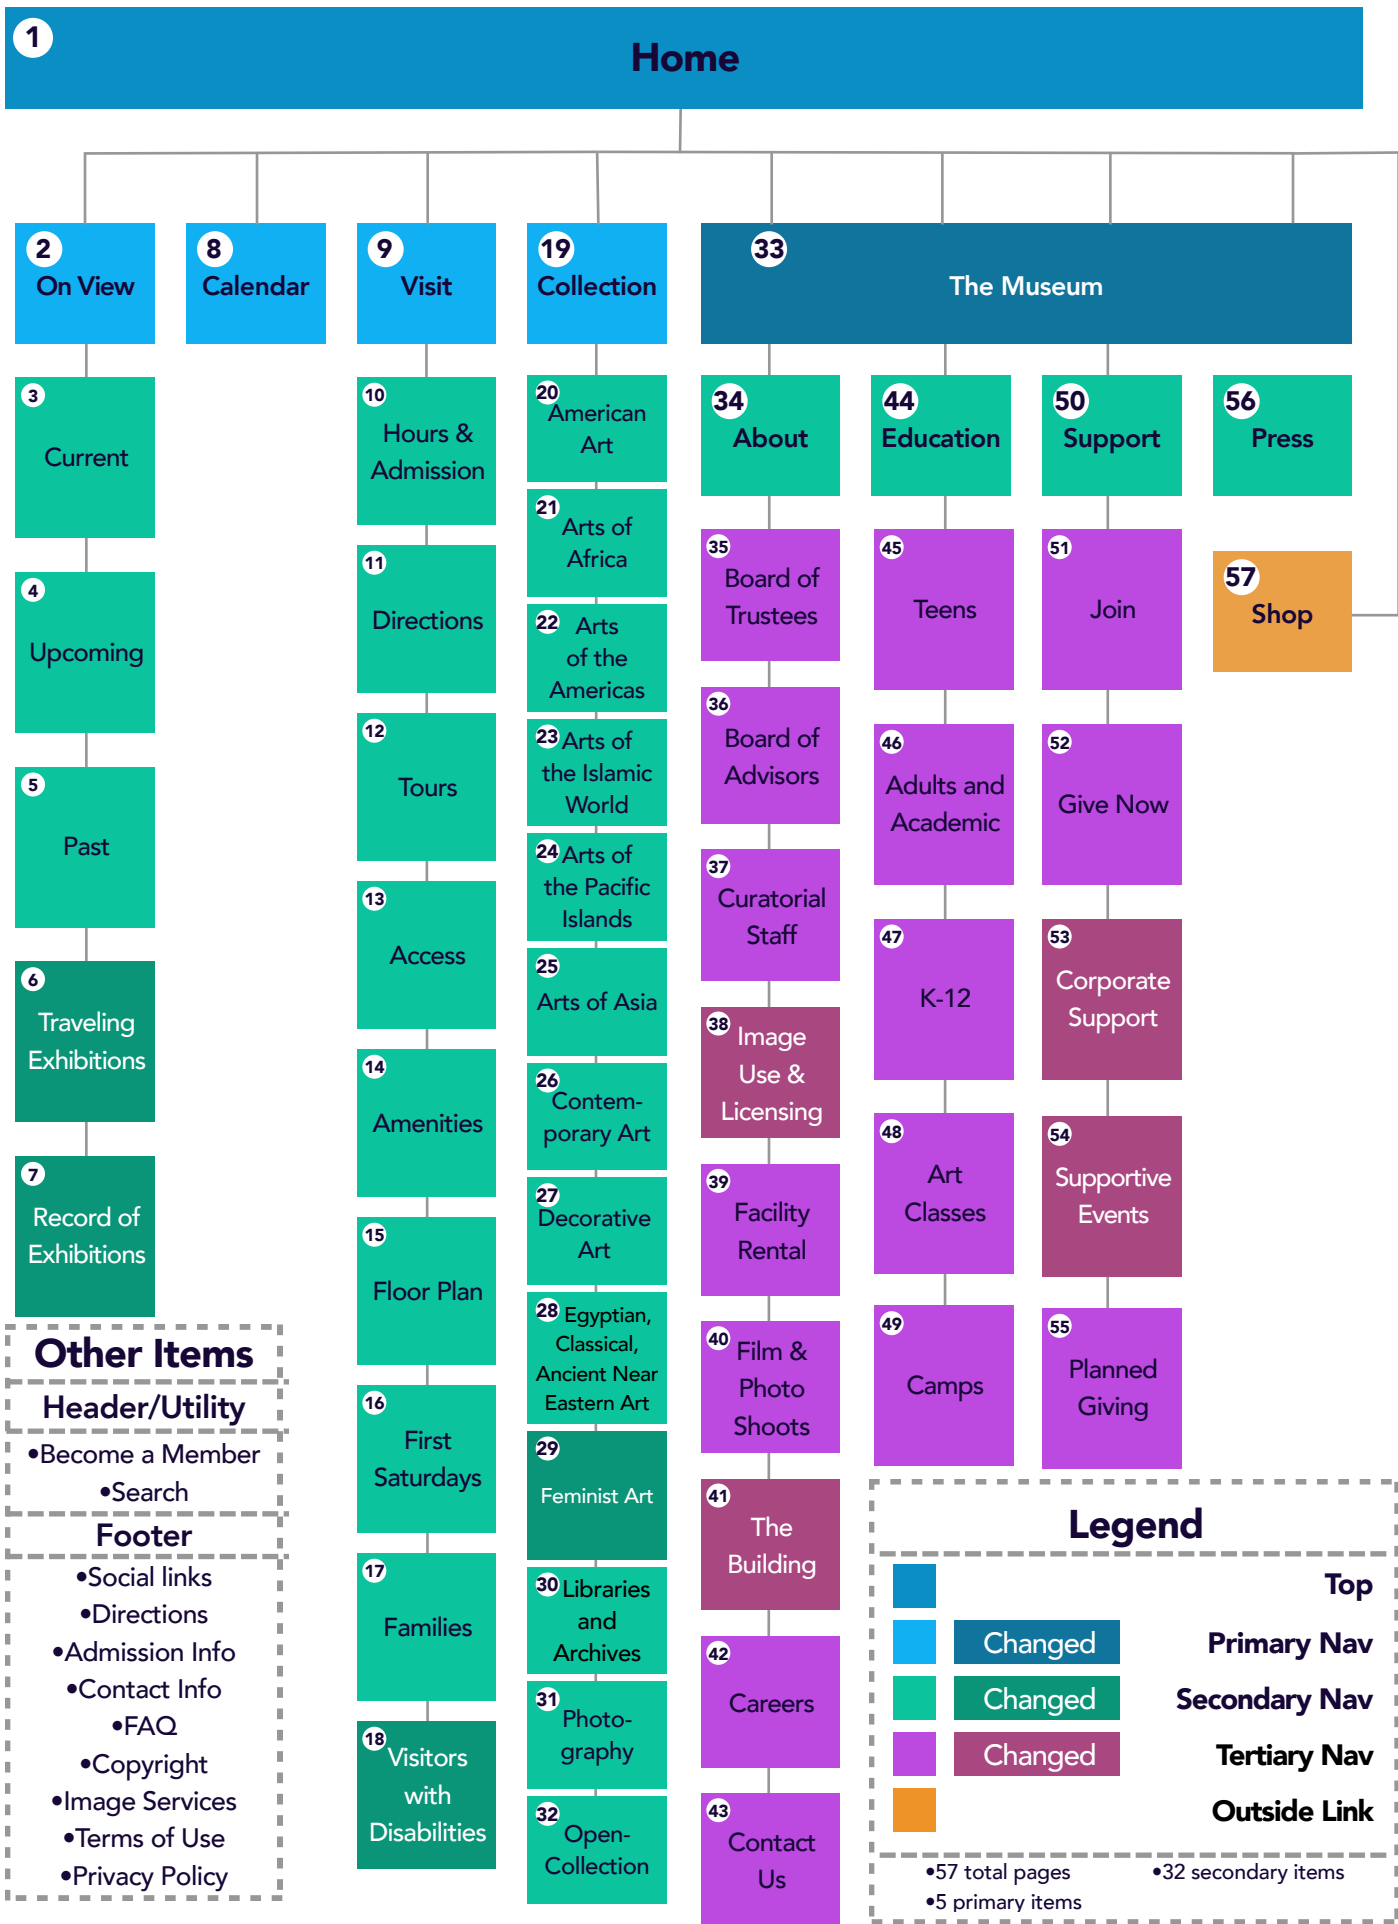 1
Home
2
On View
3
Current
4
Upcoming
5
Past
6
Traveling
Exhibitions
7
Record of
Exhibitions
8
Calendar
9
Visit
10
Hours &
Admission
11
Directions
12
Tours
13
Access
14
Amenities
15
Floor Plan
16
First
Saturdays
17
Families
18
Visitors
with
Disabilities
19
Collection
20
American
Art
21
Arts of
Africa
22
Arts
of the
Americas
23
Arts of
the Islamic
World
24
Arts of
the Pacific
Islands
25
Arts of Asia
26
Contem-
porary Art
27
Decorative
Art
28
Egyptian,
Classical,
Ancient Near
Eastern Art
29
Feminist Art
30
Libraries
and
Archives
31
Photo-
graphy
32
Open-
Collection
33
The Museum
34
About
35
Board of
Trustees
36
Board of
Advisors
37
Curatorial
Staff
38
Image
Use &
Licensing
39
Facility
Rental
40
Film &
Photo
Shoots
41
The
Building
42
Careers
43
Contact
Us
44
Education
45
Teens
46
Adults and
Academic
47
K-12
48
Art
Classes
49
Camps
50
Support
51
Join
52
Give Now
53
Corporate
Support
54
Supportive
Events
55
Planned
Giving
56
Press
57
Shop
Other Items
Header/Utility
•Become a Member
•Search
Footer
•Social links
•Directions
•Admission Info
•Contact Info
•FAQ
•Copyright
•Image Services
•Terms of Use
•Privacy Policy
Legend
Top
Changed Primary Nav
Changed Secondary Nav
Changed Tertiary Nav
Outside Link
•57 total pages •32 secondary items
•5 primary items